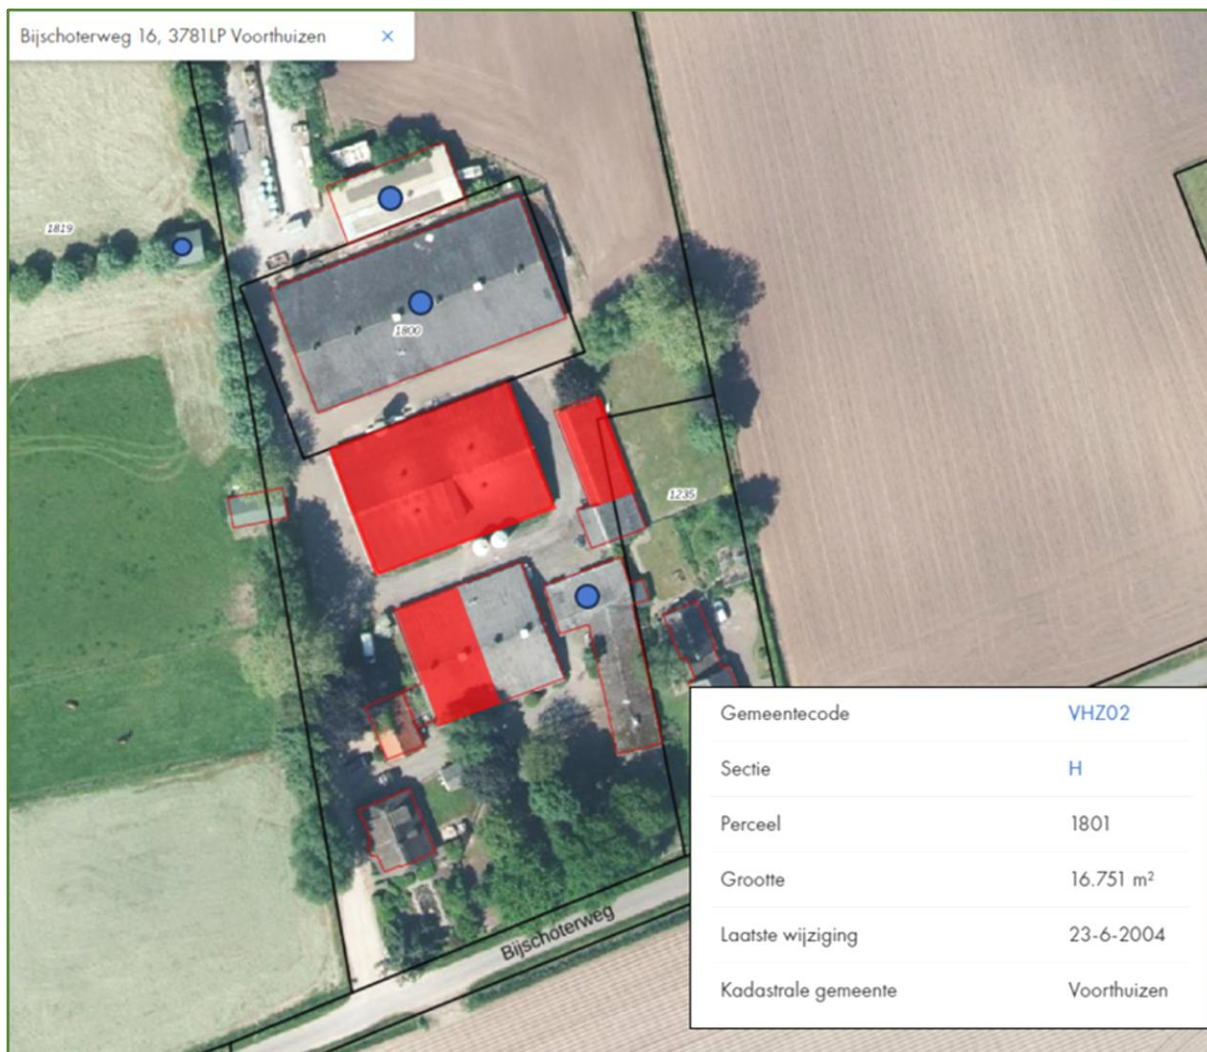 Bijschoterweg 16, 3781LP Voorthuizen ×
1819
1800
1235
Bijschoterweg
Gemeentecode VHZ02
Sectie H
Perceel 1801
Grootte 16.751 m²
Laatste wijziging 23-6-2004
Kadastrale gemeente Voorthuizen